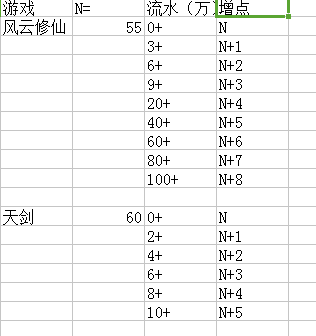 游戏 N= 流水（万） 增点
风云修仙 55 0+ N
3+ N+1
6+ N+2
9+ N+3
20+ N+4
40+ N+5
60+ N+6
80+ N+7
100+ N+8
天剑 60 0+ N
2+ N+1
4+ N+2
6+ N+3
8+ N+4
10+ N+5